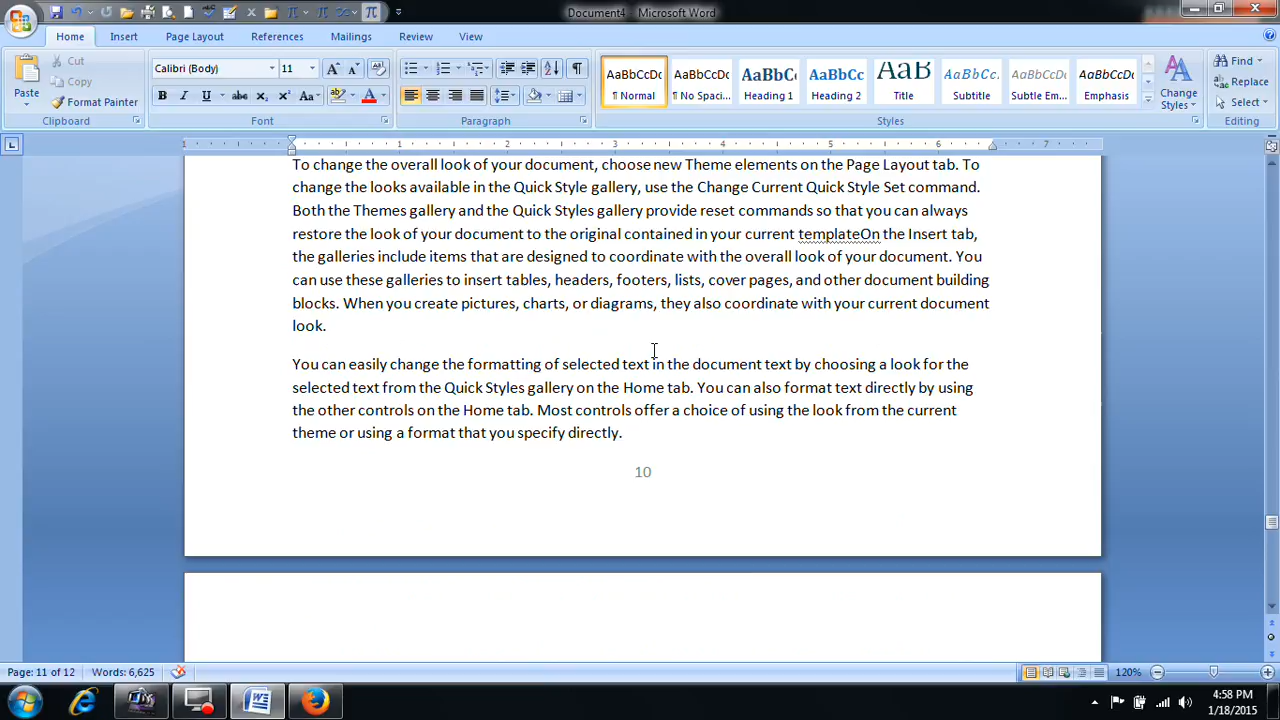 Document4 - Microsoft Word
Home Insert Page Layout References Mailings Review View
Paste Cut Copy Format Painter
Clipboard
Calibri (Body) 11
Font
Paragraph
AaBbCcDc ¶ Normal
AaBbCcDc ¶ No Spaci...
AaBbC( Heading 1
AaBbCc Heading 2
AaB Title
AaBbCc. Subtitle
AaBbCcDc Subtle Em...
AaBbCcDc Emphasis
Change Styles
Styles
Find
Replace
Select
Editing
1 1 2 3 4 5 6 7
To change the overall look of your document, choose new Theme elements on the Page Layout tab. To
change the looks available in the Quick Style gallery, use the Change Current Quick Style Set command.
Both the Themes gallery and the Quick Styles gallery provide reset commands so that you can always
restore the look of your document to the original contained in your current templateOn the Insert tab,
the galleries include items that are designed to coordinate with the overall look of your document. You
can use these galleries to insert tables, headers, footers, lists, cover pages, and other document building
blocks. When you create pictures, charts, or diagrams, they also coordinate with your current document
look.
You can easily change the formatting of selected text in the document text by choosing a look for the
selected text from the Quick Styles gallery on the Home tab. You can also format text directly by using
the other controls on the Home tab. Most controls offer a choice of using the look from the current
theme or using a format that you specify directly.
10
Page: 11 of 12 Words: 6,625 120%
4:58 PM
1/18/2015